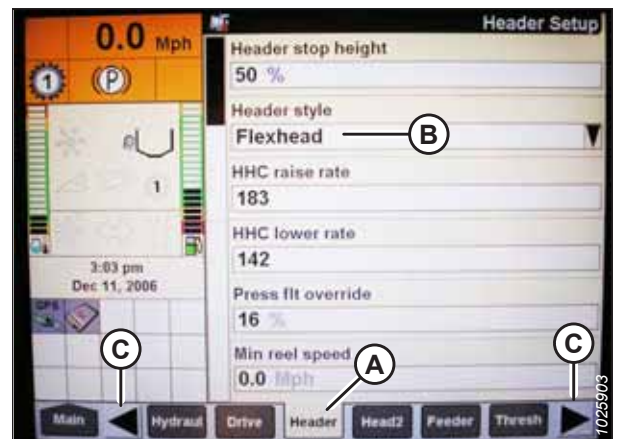 0.0 Mph
Header Setup
1
P
Header stop height
50 %
Header style
Flexhead
B
HHC raise rate
183
1
HHC lower rate
142
3:03 pm
Dec 11, 2006
Press flt override
16 %
GPS
Min reel speed
0.0 Mph
A
C
C
Main
Hydraul
Drive
Header
Head2
Feeder
Thresh
1025903